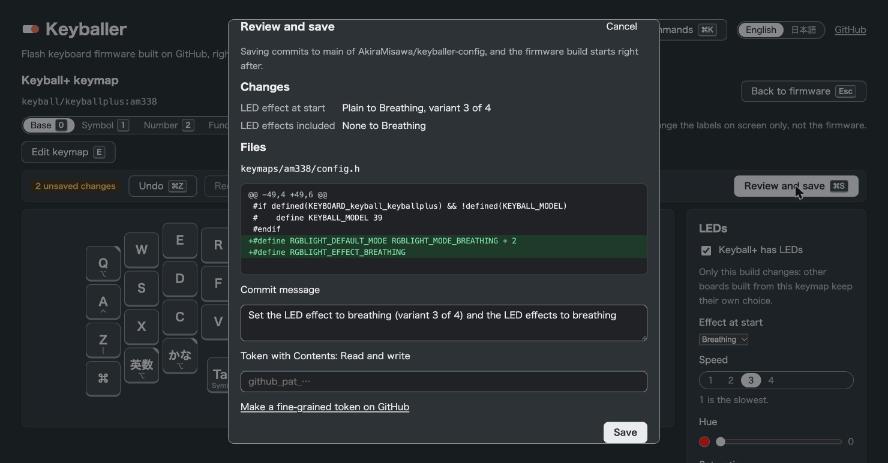 Keyballer
mmands ⌘K
English 日本語 GitHub
Flash keyboard firmware built on GitHub, righ
Keyball+ keymap
keyball/keyballplus:am338
Back to firmware Esc
Base 0 Symbol 1 Number 2 Func
nge the labels on screen only, not the firmware.
Edit keymap E
2 unsaved changes Undo ⌘Z Re
Review and save ⌘S
Q ⌥
W
E
R
A ^
S
D
F
Z
X
C
V
⌘
英数 ⌥
かな ⌥
Ta
Sym
Review and save Cancel
Saving commits to main of AkiraMisawa/keyballer-config, and the firmware build starts right
after.
Changes
LED effect at start Plain to Breathing, variant 3 of 4
LED effects included None to Breathing
Files
keymaps/am338/config.h
@@ -49,4 +49,6 @@
#if defined(KEYBOARD_keyball_keyballplus) && !defined(KEYBALL_MODEL)
# define KEYBALL_MODEL 39
#endif
+#define RGBLIGHT_DEFAULT_MODE RGBLIGHT_MODE_BREATHING + 2
+#define RGBLIGHT_EFFECT_BREATHING
Commit message
Set the LED effect to breathing (variant 3 of 4) and the LED effects to breathing
Token with Contents: Read and write
github_pat_…
Make a fine-grained token on GitHub
Save
LEDs
Keyball+ has LEDs
Only this build changes: other
boards built from this keymap keep
their own choice.
Effect at start
Breathing
Speed
1 2 3 4
1 is the slowest.
Hue
0